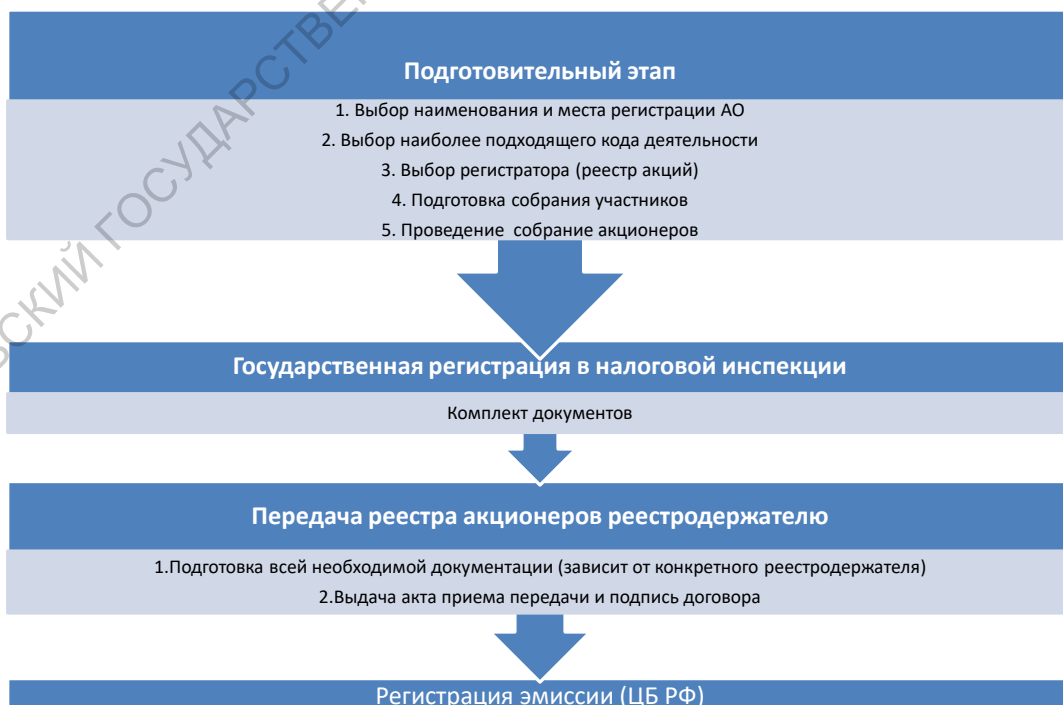 Подготовительный этап
1. Выбор наименования и места регистрации АО
2. Выбор наиболее подходящего кода деятельности
3. Выбор регистратора (реестр акций)
4. Подготовка собрания участников
5. Проведение собрание акционеров
Государственная регистрация в налоговой инспекции
Комплект документов
Передача реестра акционеров реестродержателю
1.Подготовка всей необходимой документации (зависит от конкретного реестродержателя)
2.Выдача акта приема передачи и подпись договора
Регистрация эмиссии (ЦБ РФ)